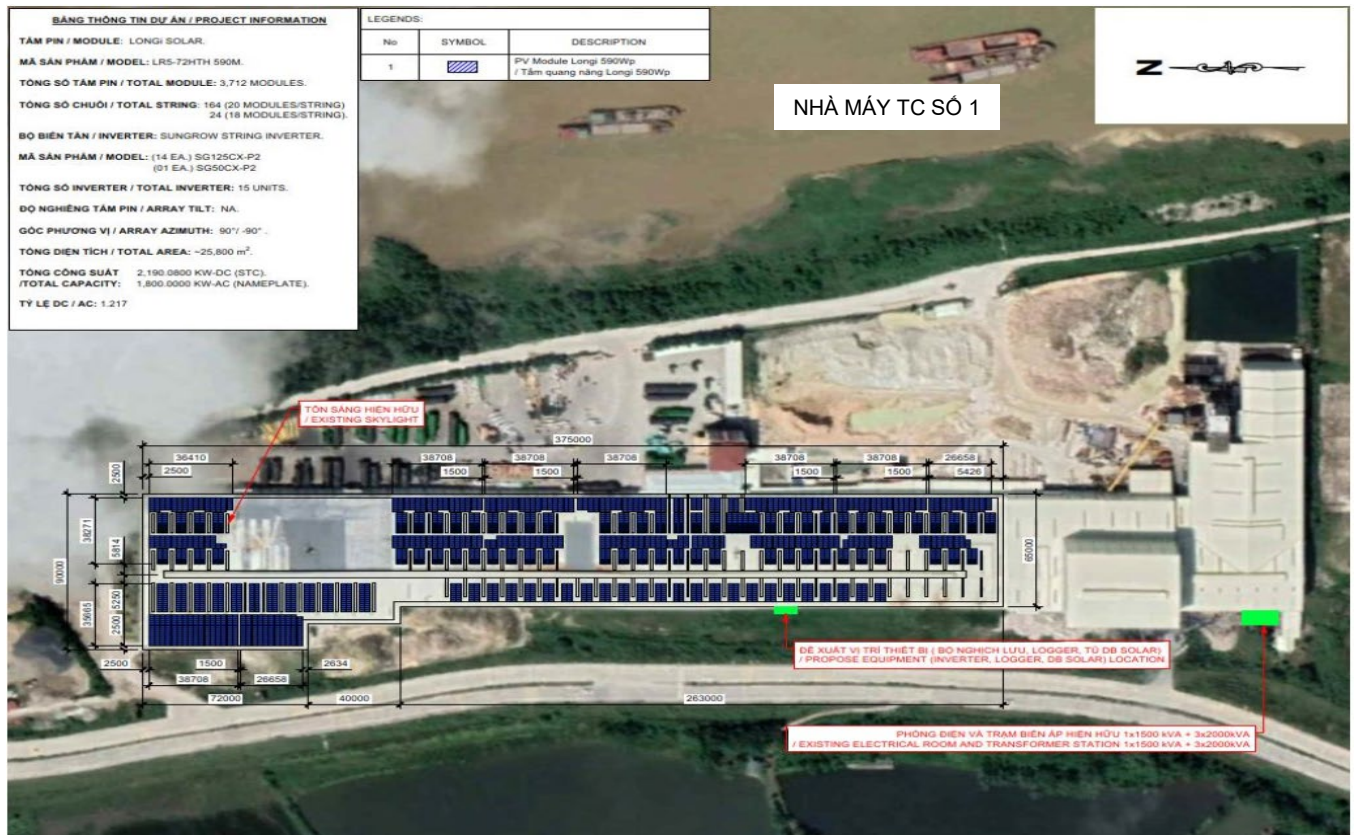 BẢNG THÔNG TIN DỰ ÁN / PROJECT INFORMATION
TẤM PIN / MODULE: LONGi SOLAR.
MÃ SẢN PHẨM / MODEL: LR5-72HTH 590M.
TỔNG SỐ TẤM PIN / TOTAL MODULE: 3,712 MODULES.
TỔNG SỐ CHUỖI / TOTAL STRING: 164 (20 MODULES/STRING)
24 (18 MODULES/STRING).
BỘ BIẾN TẦN / INVERTER: SUNGROW STRING INVERTER.
MÃ SẢN PHẨM / MODEL: (14 EA.) SG125CX-P2
(01 EA.) SG50CX-P2
TỔNG SỐ INVERTER / TOTAL INVERTER: 15 UNITS.
ĐỘ NGHIÊNG TẤM PIN / ARRAY TILT: NA.
GÓC PHƯƠNG VỊ / ARRAY AZIMUTH: 90°/ -90° .
TỔNG DIỆN TÍCH / TOTAL AREA: ~25,800 m².
TỔNG CÔNG SUẤT 2,190.0800 KW-DC (STC).
/TOTAL CAPACITY: 1,800.0000 KW-AC (NAMEPLATE).
TỶ LỆ DC / AC: 1.217
LEGENDS:
No SYMBOL DESCRIPTION
1 PV Module Longi 590Wp
/ Tấm quang năng Longi 590Wp
NHÀ MÁY TC SỐ 1
Z
TÔN SÁNG HIỆN HỮU
/ EXISTING SKYLIGHT
375000
36410 38708 38708 38708 38708 38708 26658
2500 1500 1500 1500 1500 5426
2500
38271
5814
90000
5250
35665
2500
65000
2500 1500 2634
38708 26658
72000 40000 263000
ĐỀ XUẤT VỊ TRÍ THIẾT BỊ ( BỘ NGHỊCH LƯU, LOGGER, TỦ DB SOLAR)
/ PROPOSE EQUIPMENT (INVERTER, LOGGER, DB SOLAR) LOCATION
PHÒNG ĐIỆN VÀ TRẠM BIẾN ÁP HIỆN HỮU 1x1500 kVA + 3x2000kVA
/ EXISTING ELECTRICAL ROOM AND TRANSFORMER STATION 1x1500 kVA + 3x2000kVA